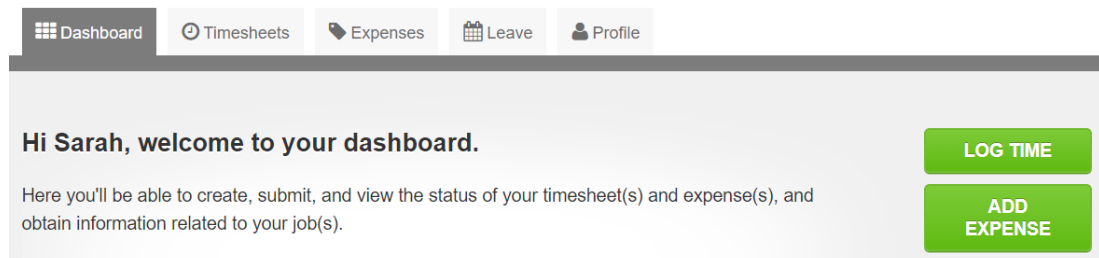 Dashboard Timesheets Expenses Leave Profile
Hi Sarah, welcome to your dashboard.
LOG TIME
Here you'll be able to create, submit, and view the status of your timesheet(s) and expense(s), and
obtain information related to your job(s).
ADD
EXPENSE